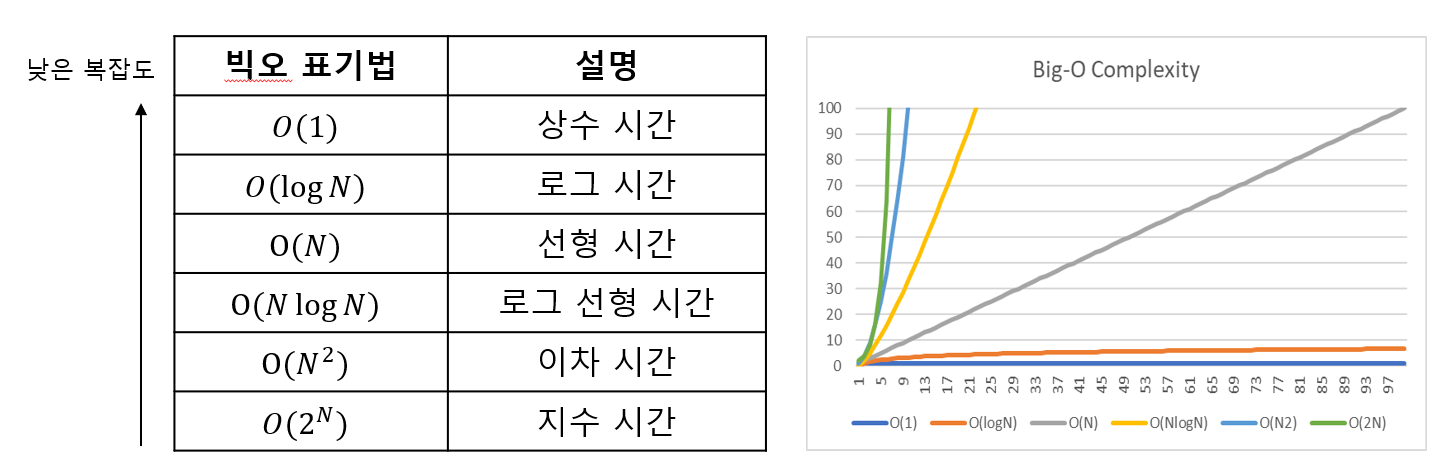 낮은 복잡도
빅오 표기법 설명
O(1) 상수 시간
O(log N) 로그 시간
O(N) 선형 시간
O(N log N) 로그 선형 시간
O(N²) 이차 시간
O(2ᴺ) 지수 시간
Big-O Complexity
100
90
80
70
60
50
40
30
20
10
0
1 5 9 13 17 21 25 29 33 37 41 45 49 53 57 61 65 69 73 77 81 85 89 93 97
O(1) O(logN) O(N) O(NlogN) O(N2) O(2N)